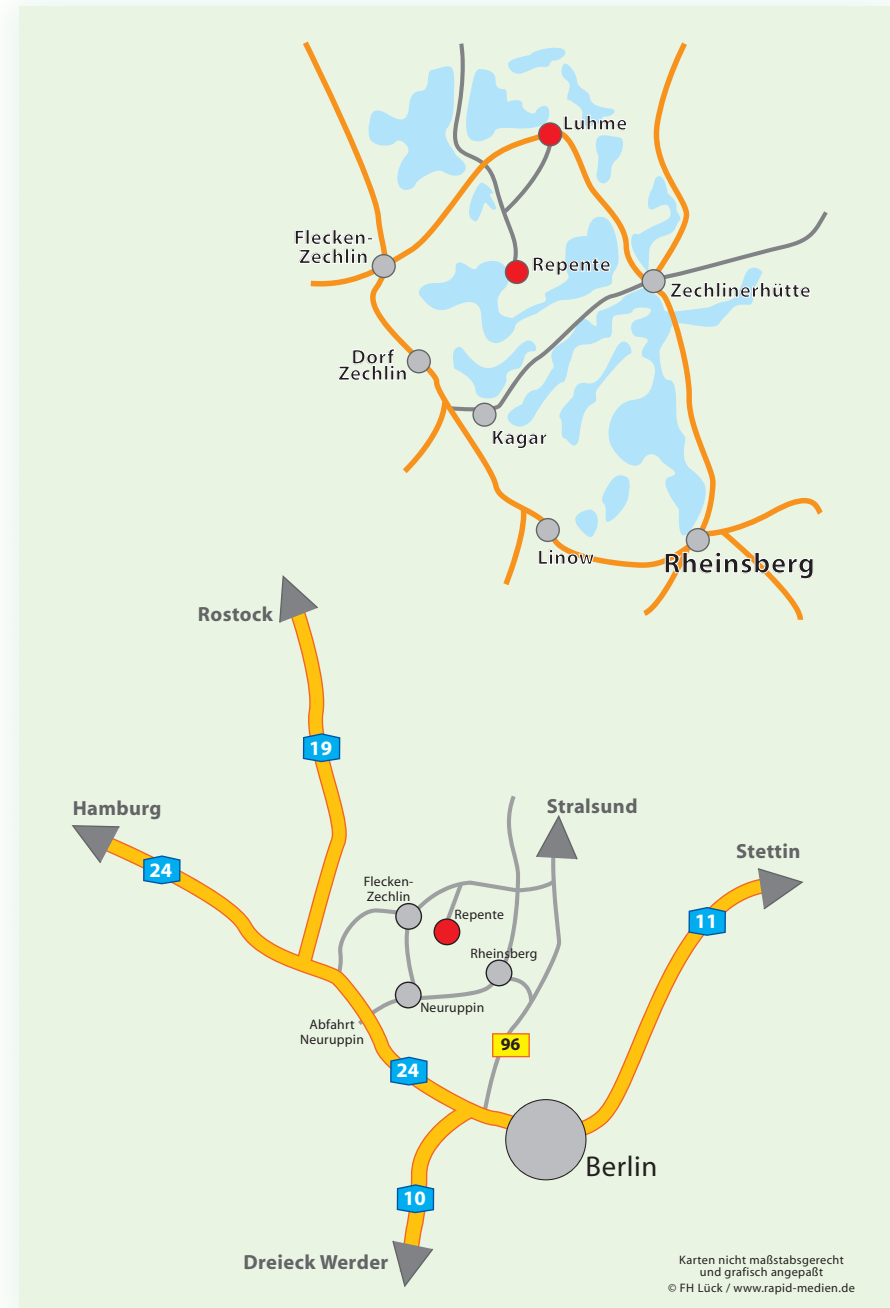 Luhme
Flecken-
Zechlin
Repente
Zechlinerhütte
Dorf
Zechlin
Kagar
Linow
Rheinsberg
Rostock
19
Hamburg
24
Stralsund
Stettin
11
Flecken-
Zechlin
Repente
Rheinsberg
Neuruppin
Abfahrt
Neuruppin
96
24
Berlin
10
Dreieck Werder
Karten nicht maßstabsgerecht
und grafisch angepaßt
© FH Lück / www.rapid-medien.de